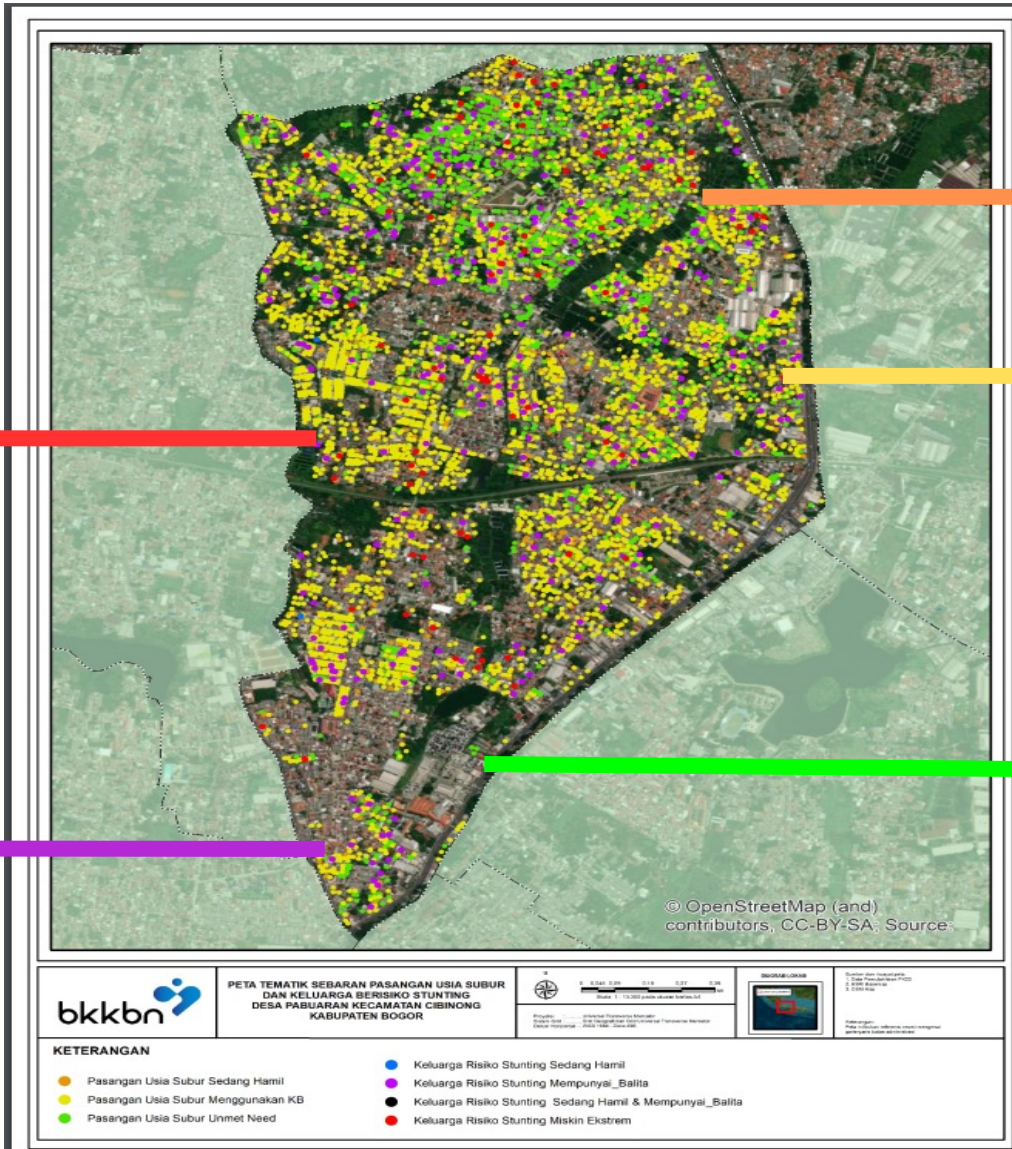 © OpenStreetMap (and)
contributors, CC-BY-SA, Source:
bkkbn
PETA TEMATIK SEBARAN PASANGAN USIA SUBUR
DAN KELUARGA BERISIKO STUNTING
DESA PABUARAN KECAMATAN CIBINONG
KABUPATEN BOGOR
KETERANGAN
Pasangan Usia Subur Sedang Hamil
Pasangan Usia Subur Menggunakan KB
Pasangan Usia Subur Unmet Need
Keluarga Risiko Stunting Sedang Hamil
Keluarga Risiko Stunting Mempunyai_Balita
Keluarga Risiko Stunting Sedang Hamil & Mempunyai_Balita
Keluarga Risiko Stunting Miskin Ekstrem